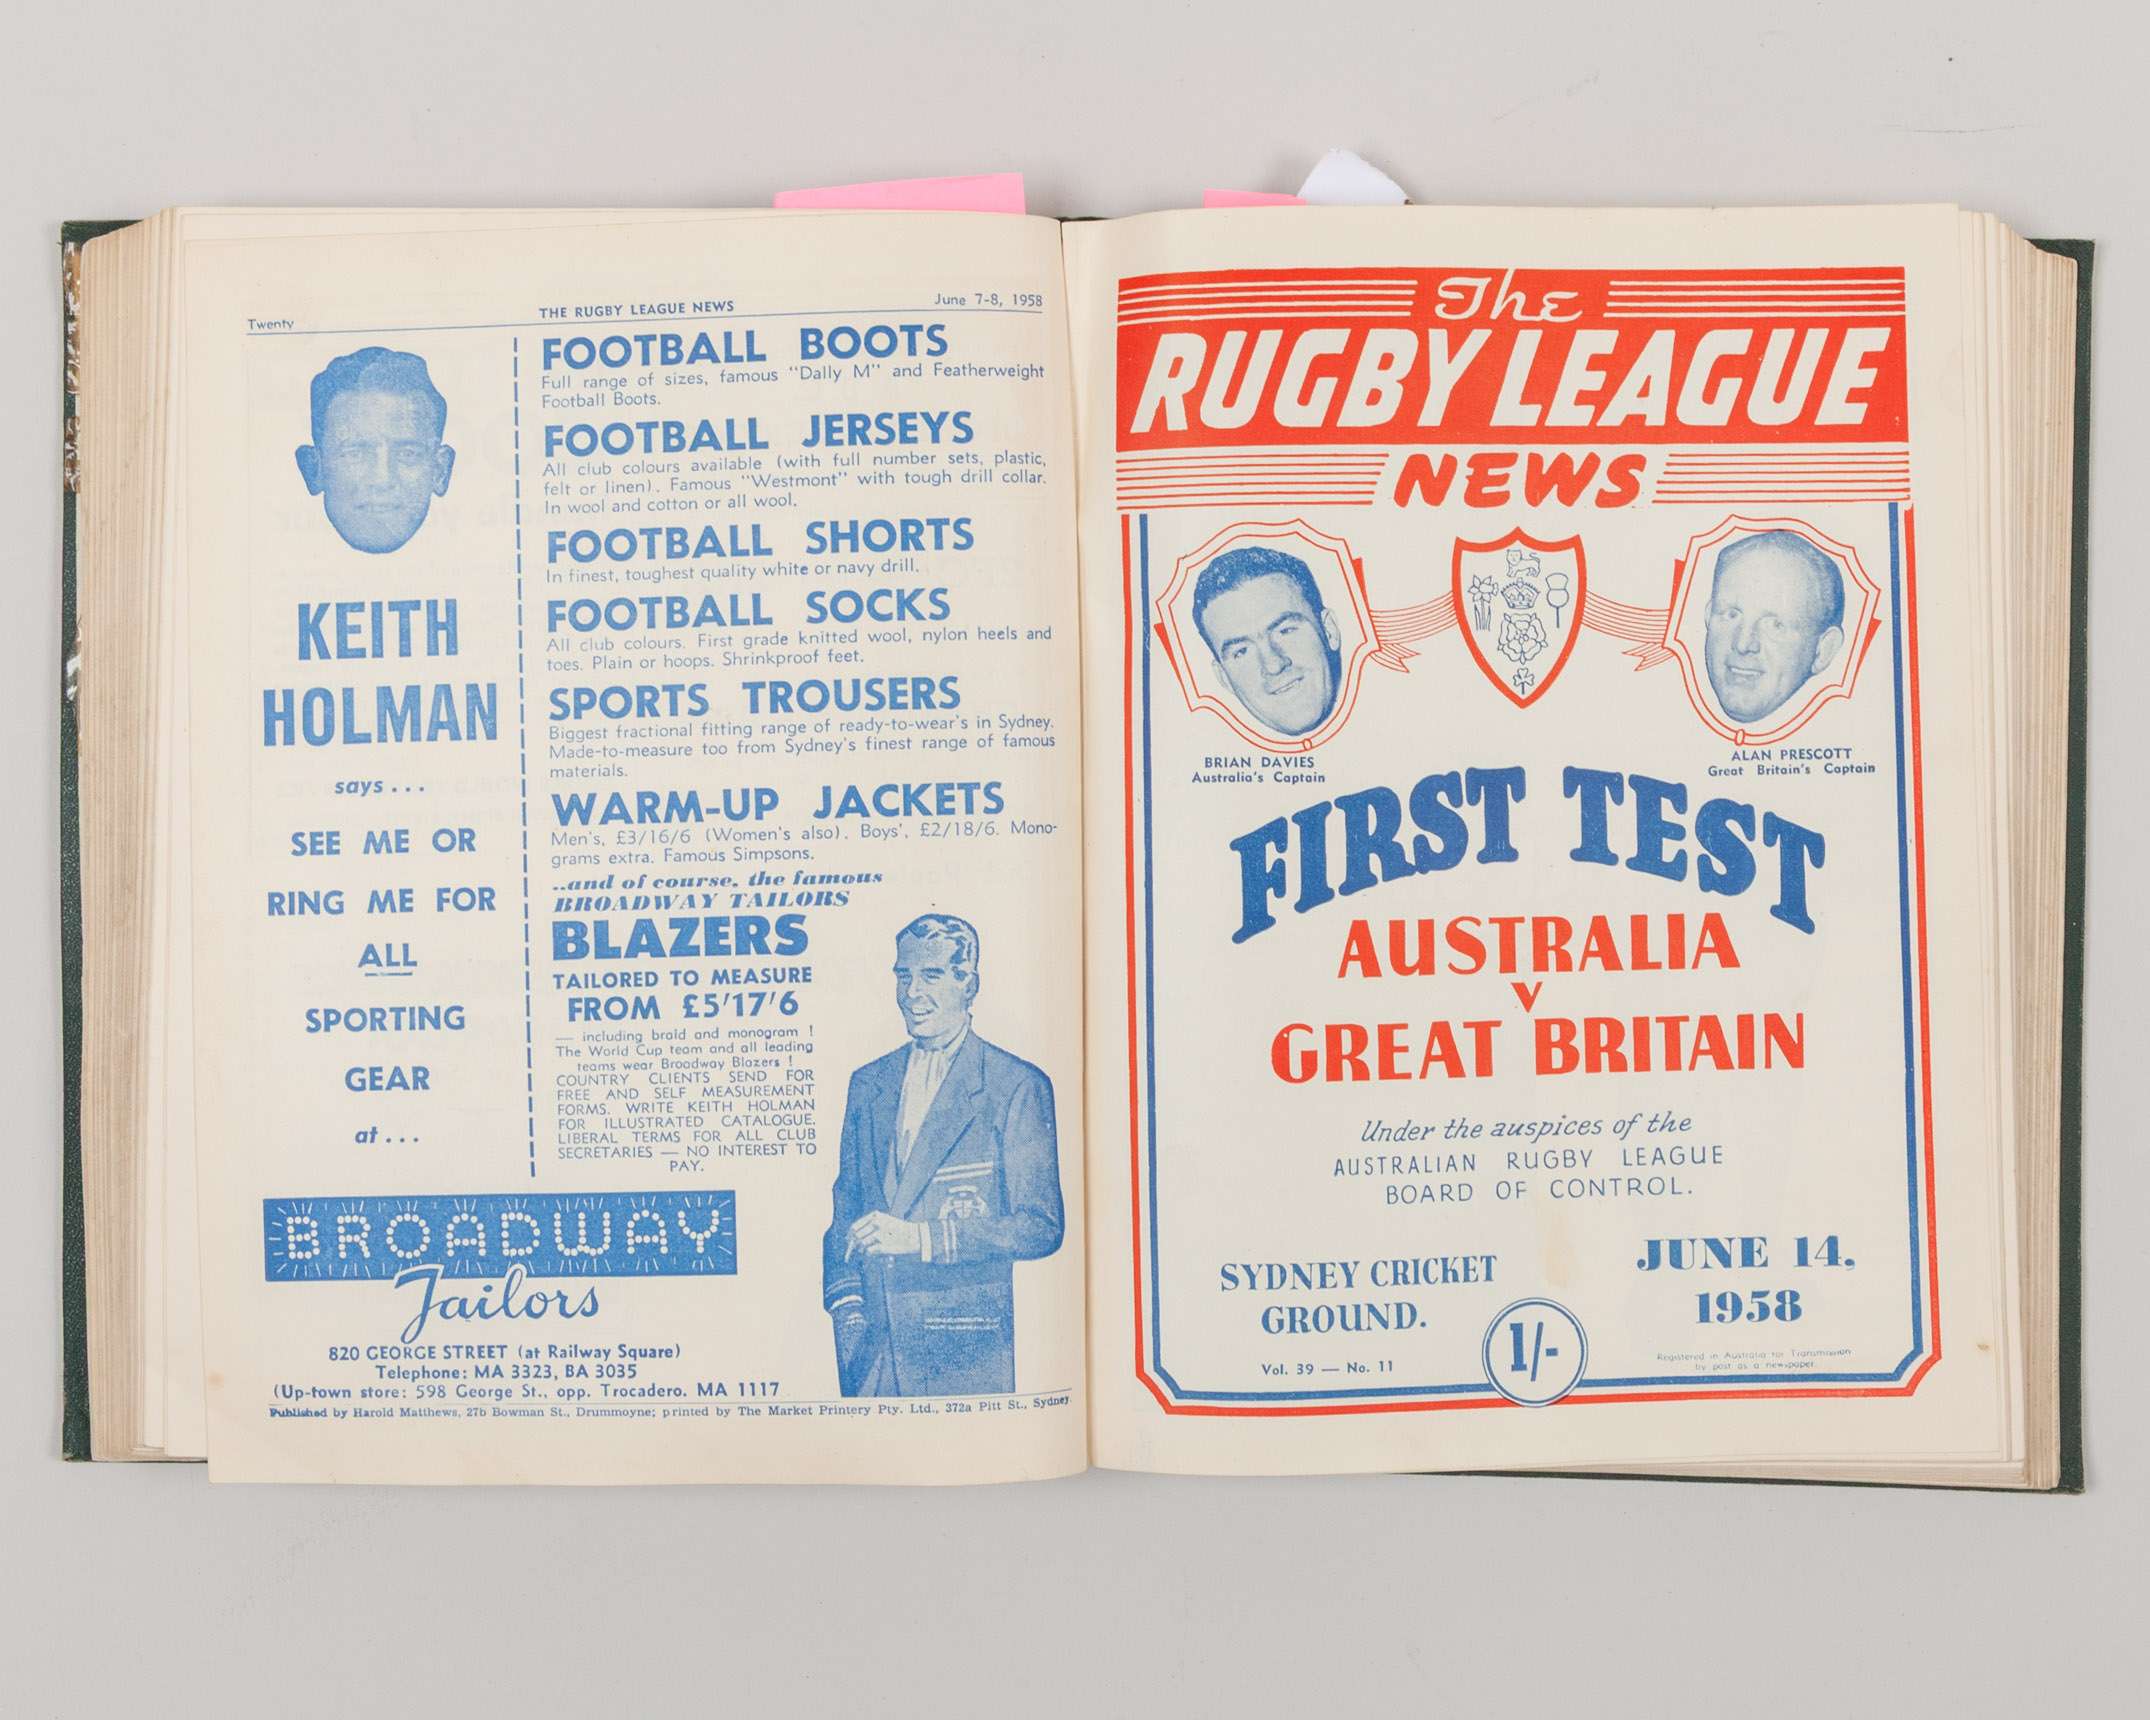 Twenty
THE RUGBY LEAGUE NEWS
June 7-8, 1958
KEITH
HOLMAN
says . . .
SEE ME OR
RING ME FOR
ALL
SPORTING
GEAR
at . . .
FOOTBALL BOOTS
Full range of sizes, famous "Dally M" and Featherweight
Football Boots.
FOOTBALL JERSEYS
All club colours available (with full number sets, plastic,
felt or linen). Famous "Westmont" with tough drill collar.
In wool and cotton or all wool.
FOOTBALL SHORTS
In finest, toughest quality white or navy drill.
FOOTBALL SOCKS
All club colours. First grade knitted wool, nylon heels and
toes. Plain or hoops. Shrinkproof feet.
SPORTS TROUSERS
Biggest fractional fitting range of ready-to-wear's in Sydney.
Made-to-measure too from Sydney's finest range of famous
materials.
WARM-UP JACKETS
Men's, £3/16/6 (Women's also). Boys', £2/18/6. Mono-
grams extra. Famous Simpsons.
..and of course, the famous
BROADWAY TAILORS
BLAZERS
TAILORED TO MEASURE
FROM £5'17'6
— including braid and monogram !
The World Cup team and all leading
teams wear Broadway Blazers !
COUNTRY CLIENTS SEND FOR
FREE AND SELF MEASUREMENT
FORMS. WRITE KEITH HOLMAN
FOR ILLUSTRATED CATALOGUE.
LIBERAL TERMS FOR ALL CLUB
SECRETARIES — NO INTEREST TO
PAY.
BROADWAY
Tailors
820 GEORGE STREET (at Railway Square)
Telephone: MA 3323, BA 3035
(Up-town store: 598 George St., opp. Trocadero. MA 1117
Published by Harold Matthews, 27b Bowman St., Drummoyne; printed by The Market Printery Pty. Ltd., 372a Pitt St., Sydney.
The
RUGBY LEAGUE
NEWS
BRIAN DAVIES
Australia's Captain
ALAN PRESCOTT
Great Britain's Captain
FIRST TEST
AUSTRALIA
V
GREAT BRITAIN
Under the auspices of the
AUSTRALIAN RUGBY LEAGUE
BOARD OF CONTROL.
SYDNEY CRICKET
GROUND.
JUNE 14,
1958
Vol. 39 — No. 11
1/-
Registered in Australia for Transmission
by post as a newspaper.